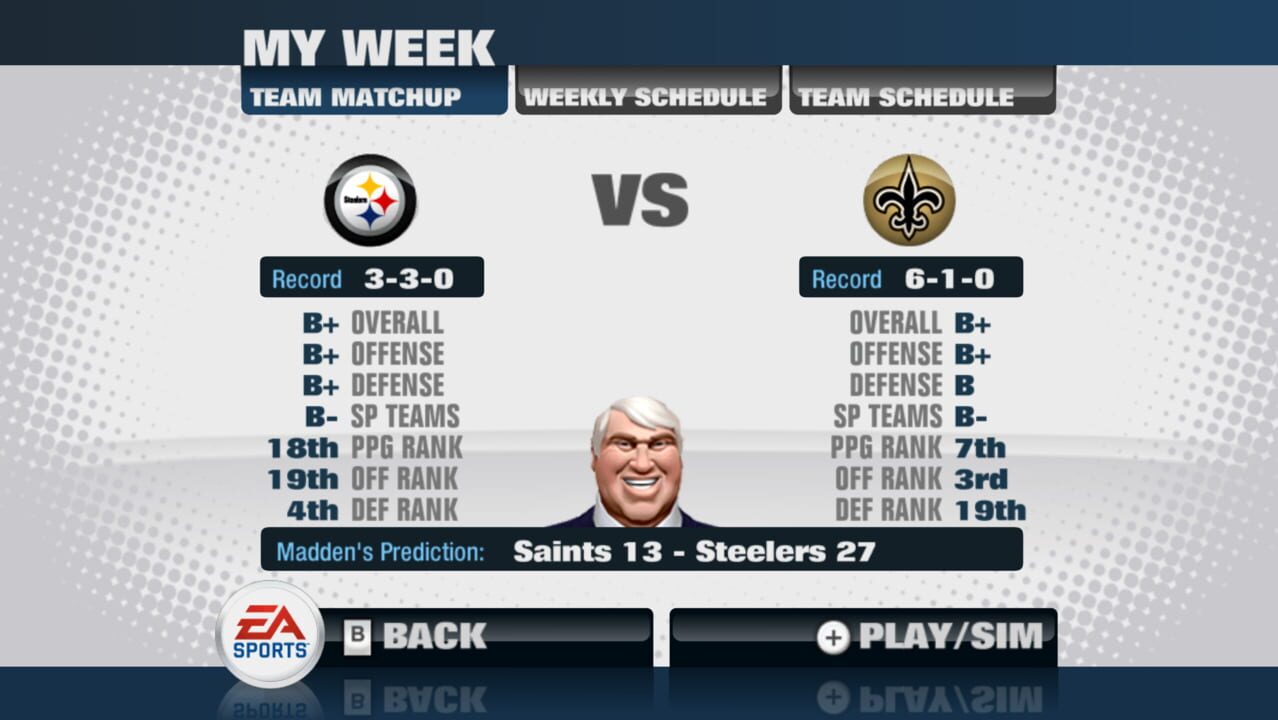 MY WEEK
TEAM MATCHUP WEEKLY SCHEDULE TEAM SCHEDULE
Steelers
VS
Record 3-3-0
Record 6-1-0
B+ OVERALL
OVERALL B+
B+ OFFENSE
OFFENSE B+
B+ DEFENSE
DEFENSE B
B- SP TEAMS
SP TEAMS B-
18th PPG RANK
PPG RANK 7th
19th OFF RANK
OFF RANK 3rd
4th DEF RANK
DEF RANK 19th
Madden's Prediction: Saints 13 - Steelers 27
EA
SPORTS
B BACK
+ PLAY/SIM